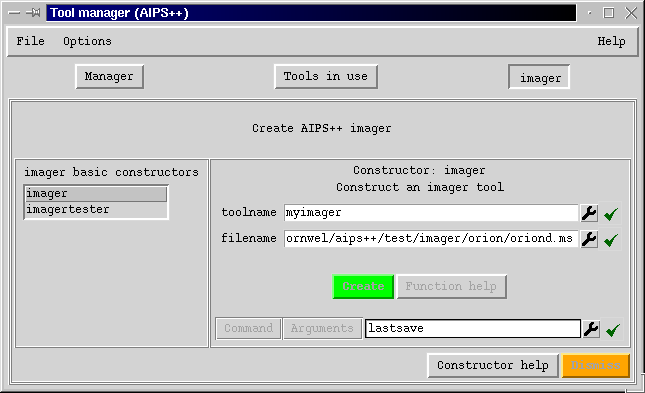 Tool manager (AIPS++)
File Options Help
Manager Tools in use imager
Create AIPS++ imager
imager basic constructors
imager
imagertester
Constructor: imager
Construct an imager tool
toolname myimager
filename ornwel/aips++/test/imager/orion/oriond.ms
Create Function help
Command Arguments lastsave
Constructor help Dismiss